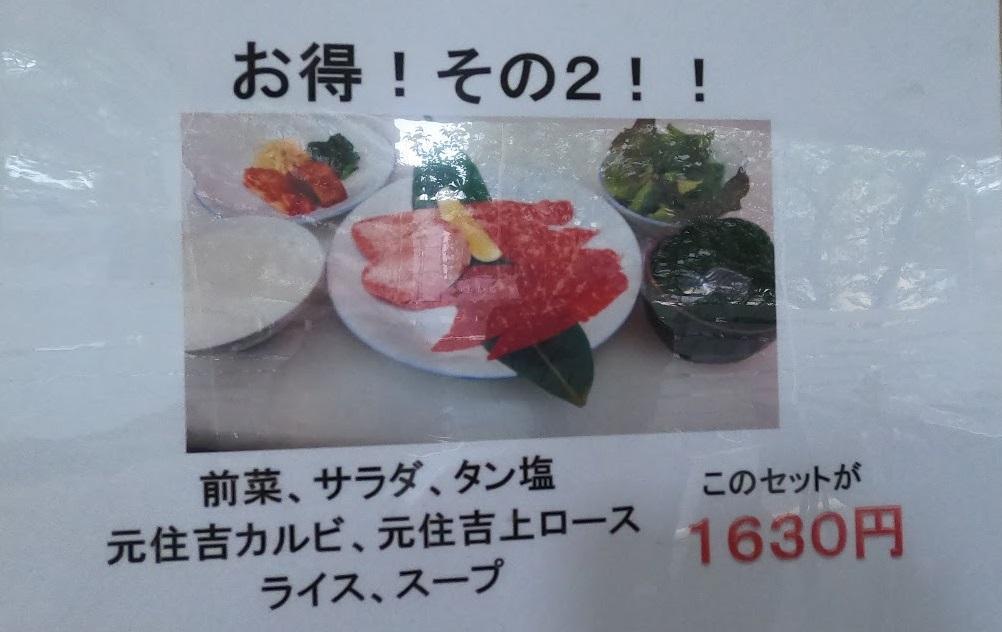 お得！その２！！
前菜、サラダ、タン塩
元住吉カルビ、元住吉上ロース
ライス、スープ
このセットが
１６３０円